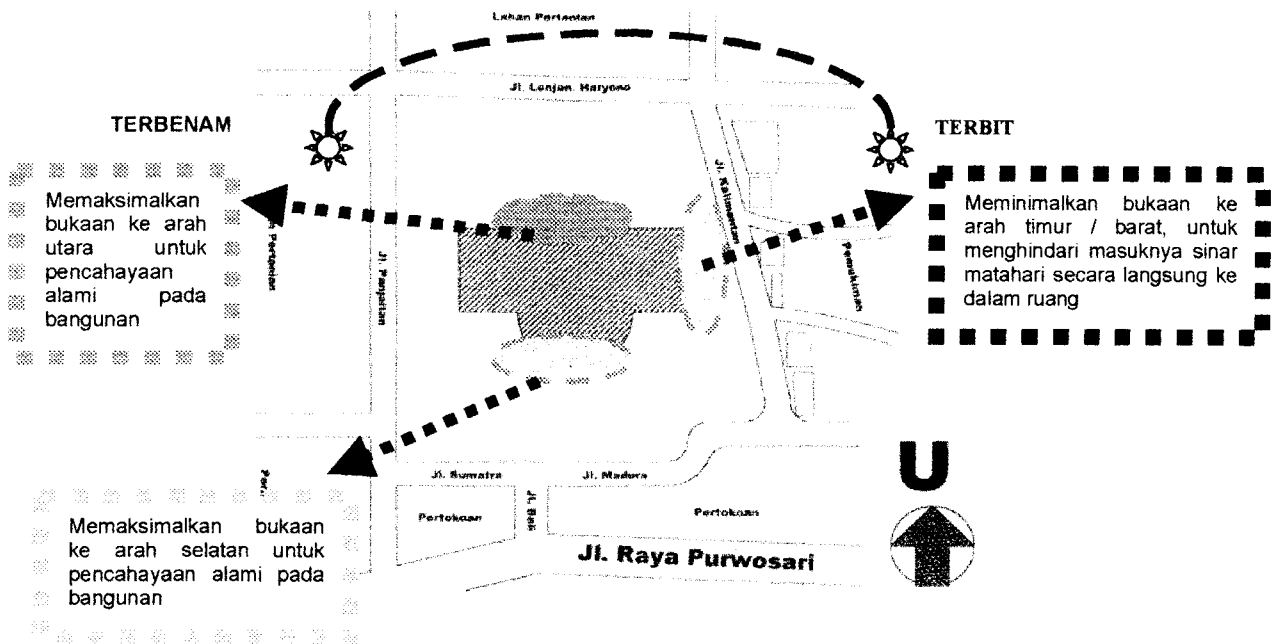 Lahan Pertanian
Jl. Lenjan. Haryono
TERBENAM
TERBIT
Memaksimalkan
bukaan ke arah
utara untuk
pencahayaan
alami pada
bangunan
Meminimalkan bukaan ke
arah timur / barat, untuk
menghindari masuknya sinar
matahari secara langsung ke
dalam ruang
Pertanian
Jl. Panjaitan
Jl. Kalimantan
Pemukiman
Jl. Sumatra
Jl. Madura
Jl. Bali
Pertokoan
Pertokoan
Jl. Raya Purwosari
U
Memaksimalkan bukaan
ke arah selatan untuk
pencahayaan alami pada
bangunan